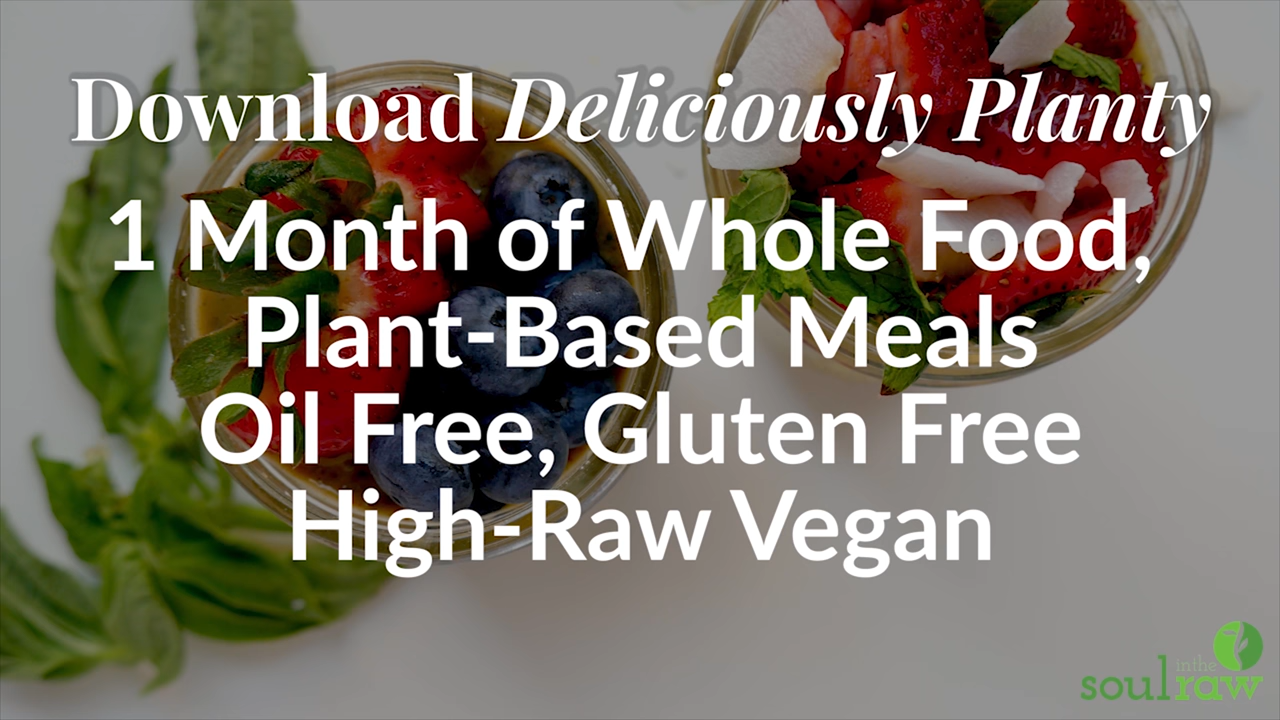 Download Deliciously Planty
1 Month of Whole Food,
Plant-Based Meals
Oil Free, Gluten Free
High-Raw Vegan
soul in the raw